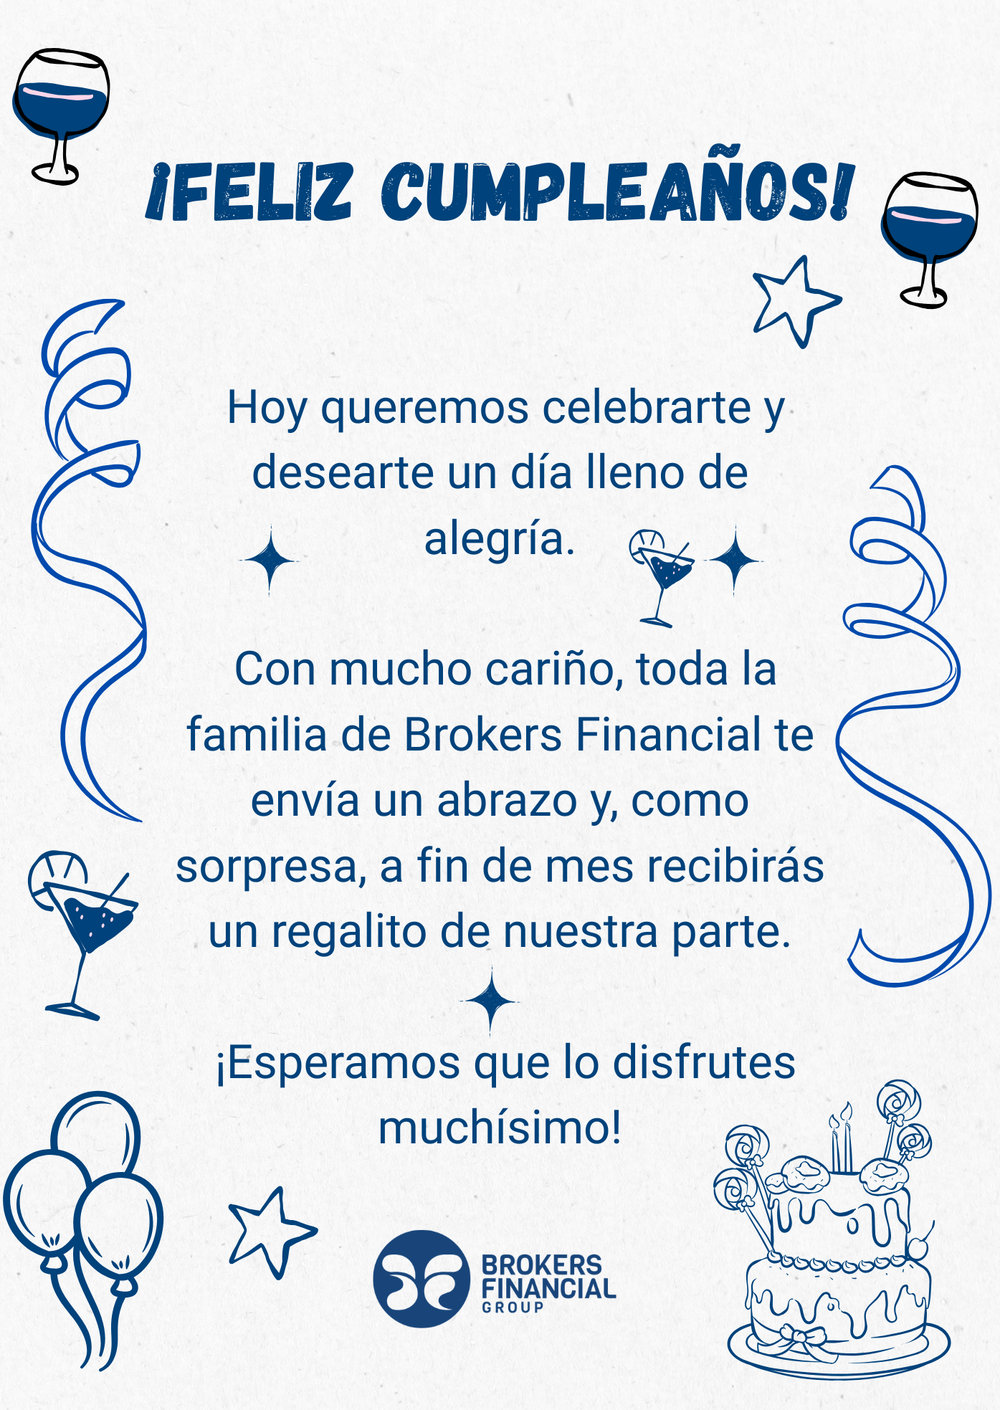 ¡FELIZ CUMPLEAÑOS!
Hoy queremos celebrarte y
desearte un día lleno de
alegría.
Con mucho cariño, toda la
familia de Brokers Financial te
envía un abrazo y, como
sorpresa, a fin de mes recibirás
un regalito de nuestra parte.
¡Esperamos que lo disfrutes
muchísimo!
BROKERS
FINANCIAL
GROUP